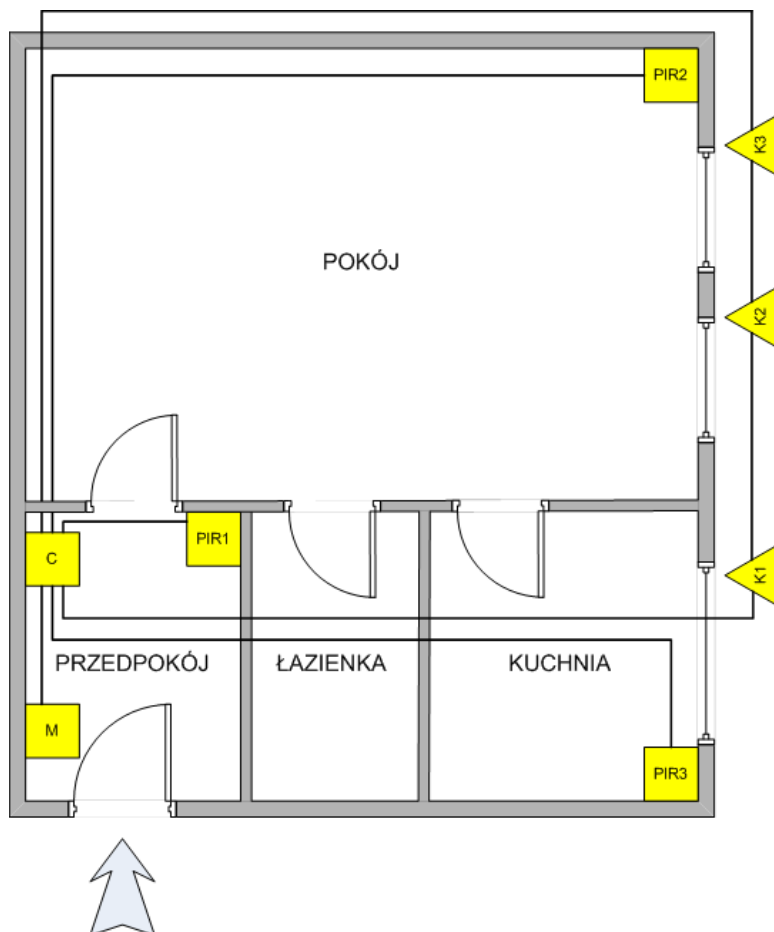 PIR2
K3
POKÓJ
K2
C
PIR1
K1
PRZEDPOKÓJ
ŁAZIENKA
KUCHNIA
M
PIR3